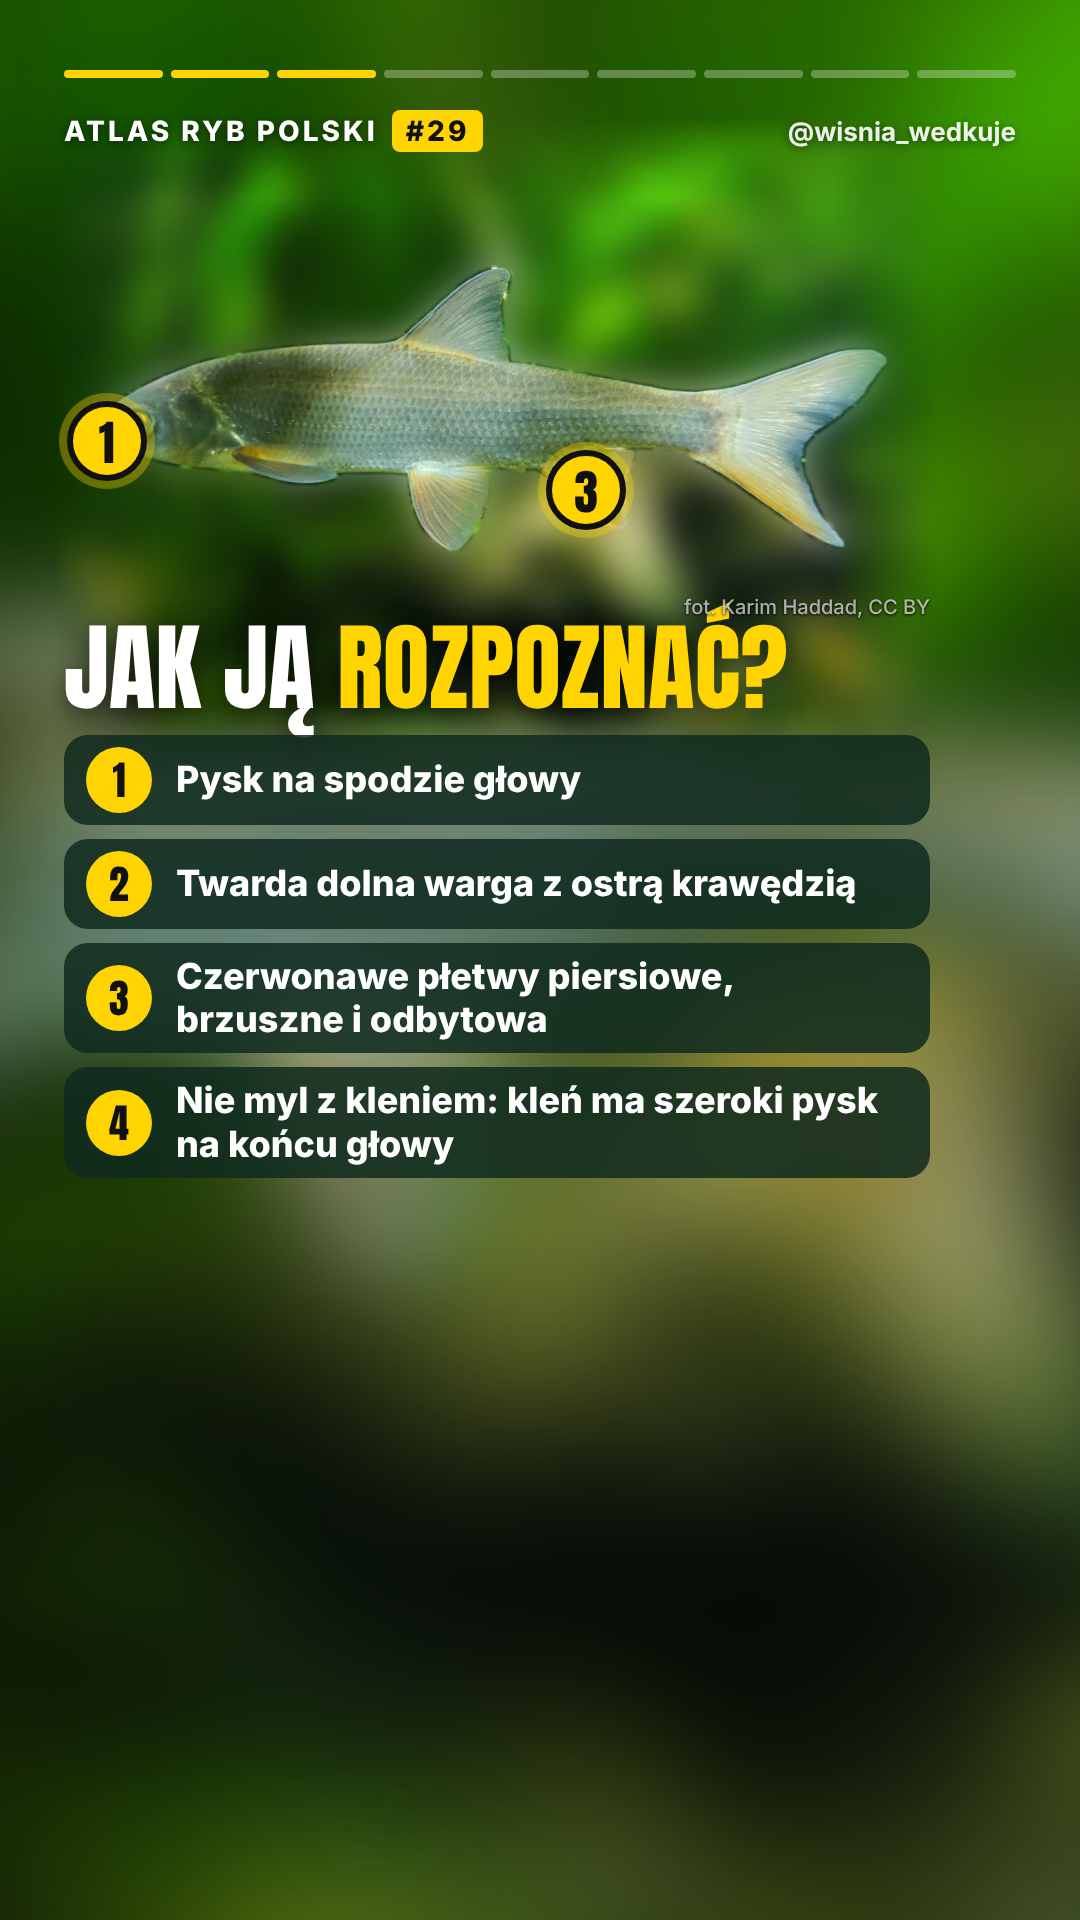 ATLAS RYB POLSKI #29
@wisnia_wedkuje
1
3
fot. Karim Haddad, CC BY
JAK JĄ ROZPOZNAĆ?
1 Pysk na spodzie głowy
2 Twarda dolna warga z ostrą krawędzią
3 Czerwonawe płetwy piersiowe,
brzuszne i odbytowa
4 Nie myl z kleniem: kleń ma szeroki pysk
na końcu głowy